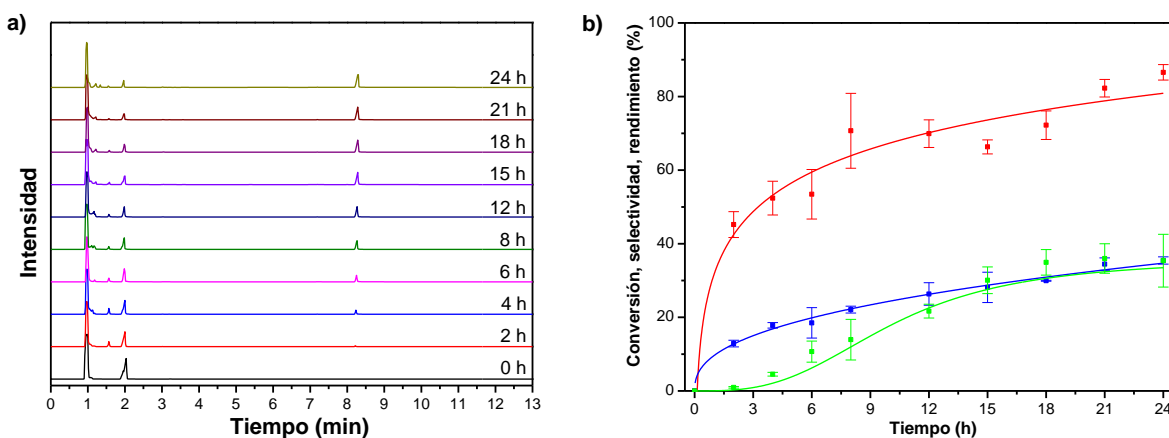 a)
Intensidad
24 h
21 h
18 h
15 h
12 h
8 h
6 h
4 h
2 h
0 h
0 1 2 3 4 5 6 7 8 9 10 11 12 13
Tiempo (min)
b)
Conversión, selectividad, rendimiento (%)
100
80
60
40
20
0
0 3 6 9 12 15 18 21 24
Tiempo (h)